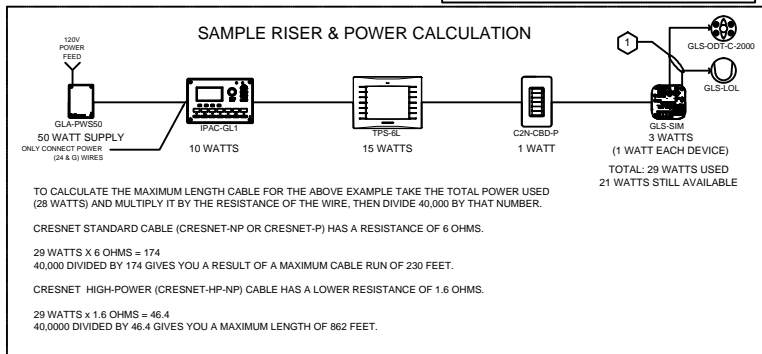 SAMPLE RISER & POWER CALCULATION
120V
POWER
FEED
GLA-PWS50
50 WATT SUPPLY
ONLY CONNECT POWER
(24 & G) WIRES
IPAC-GL1
10 WATTS
TPS-6L
15 WATTS
C2N-CBD-P
1 WATT
1
GLS-ODT-C-2000
GLS-LOL
GLS-SIM
3 WATTS
(1 WATT EACH DEVICE)
TOTAL: 29 WATTS USED
21 WATTS STILL AVAILABLE
TO CALCULATE THE MAXIMUM LENGTH CABLE FOR THE ABOVE EXAMPLE TAKE THE TOTAL POWER USED
(28 WATTS) AND MULTIPLY IT BY THE RESISTANCE OF THE WIRE, THEN DIVIDE 40,000 BY THAT NUMBER.
CRESNET STANDARD CABLE (CRESNET-NP OR CRESNET-P) HAS A RESISTANCE OF 6 OHMS.
29 WATTS X 6 OHMS = 174
40,000 DIVIDED BY 174 GIVES YOU A RESULT OF A MAXIMUM CABLE RUN OF 230 FEET.
CRESNET HIGH-POWER (CRESNET-HP-NP) CABLE HAS A LOWER RESISTANCE OF 1.6 OHMS.
29 WATTS x 1.6 OHMS = 46.4
40,0000 DIVIDED BY 46.4 GIVES YOU A MAXIMUM LENGTH OF 862 FEET.